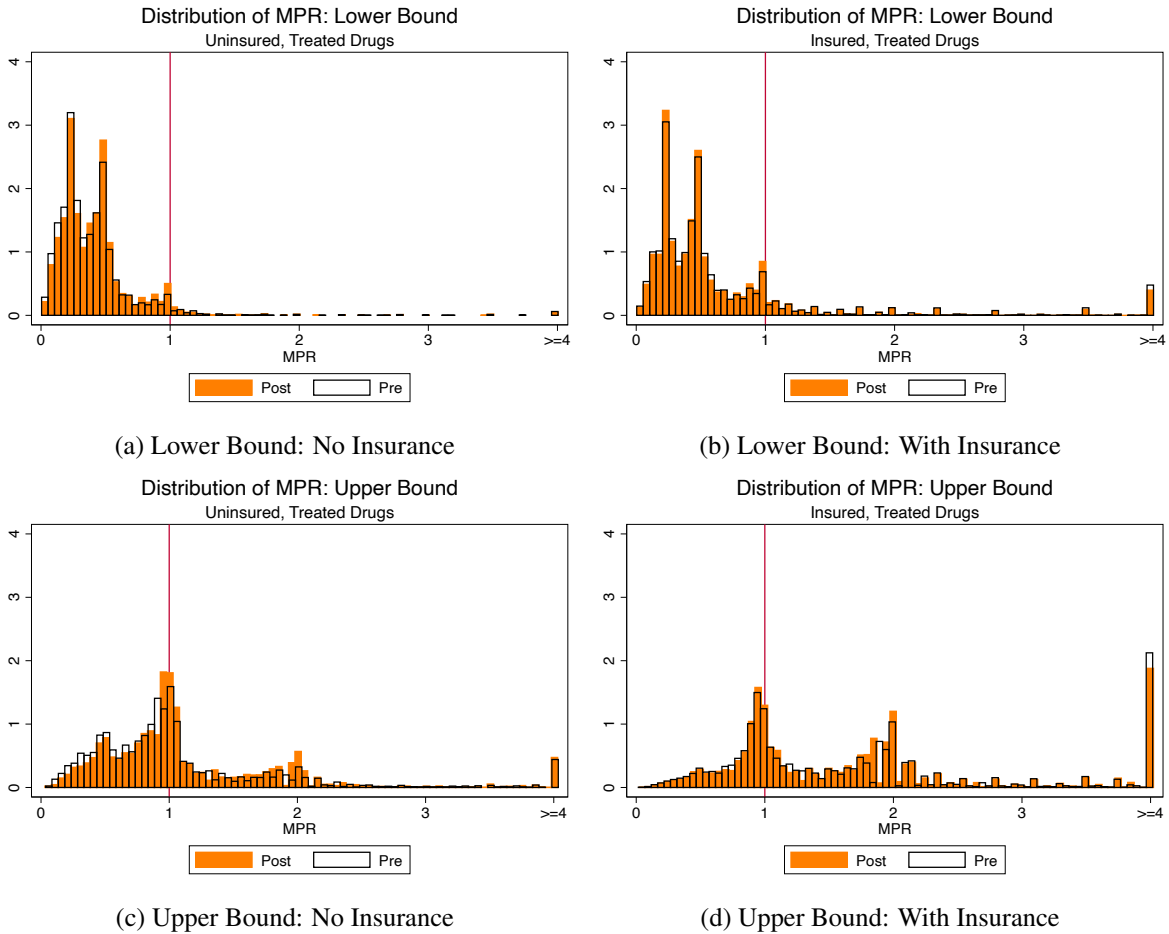 Distribution of MPR: Lower Bound
Uninsured, Treated Drugs
4
3
2
1
0
0 1 2 3 >=4
MPR
Post Pre
(a) Lower Bound: No Insurance
Distribution of MPR: Lower Bound
Insured, Treated Drugs
4
3
2
1
0
0 1 2 3 >=4
MPR
Post Pre
(b) Lower Bound: With Insurance
Distribution of MPR: Upper Bound
Uninsured, Treated Drugs
4
3
2
1
0
0 1 2 3 >=4
MPR
Post Pre
(c) Upper Bound: No Insurance
Distribution of MPR: Upper Bound
Insured, Treated Drugs
4
3
2
1
0
0 1 2 3 >=4
MPR
Post Pre
(d) Upper Bound: With Insurance